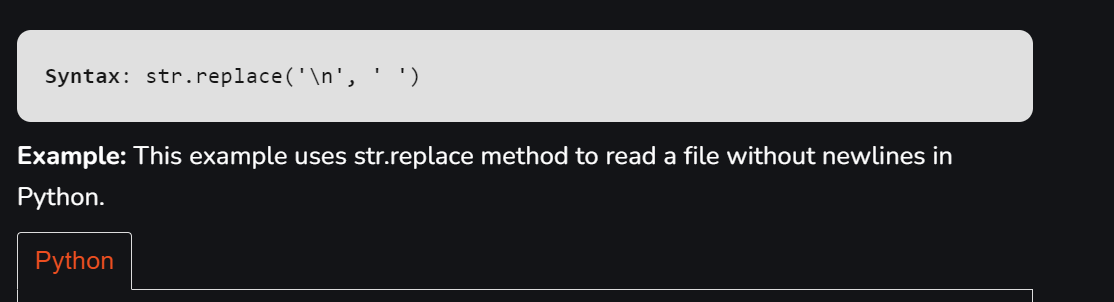 Syntax: str.replace('\n', ' ')
Example: This example uses str.replace method to read a file without newlines in
Python.
Python